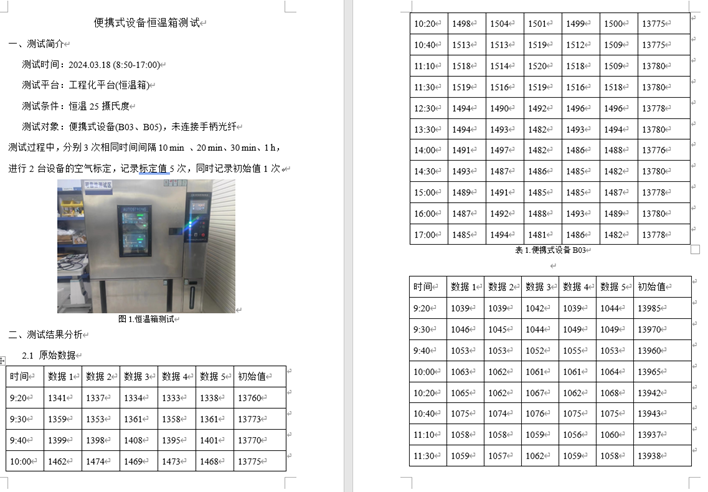 便携式设备恒温箱测试
一、测试简介
测试时间：2024.03.18 (8:50-17:00)
测试平台：工程化平台(恒温箱)
测试条件：恒温 25 摄氏度
测试对象：便携式设备(B03、B05)，未连接手柄光纤
测试过程中，分别 3 次相同时间间隔 10 min 、20 min、30 min、1 h，
进行 2 台设备的空气标定，记录标定值 5 次，同时记录初始值 1 次。
图 1.恒温箱测试
二、测试结果分析
2.1 原始数据
时间 数据 1 数据 2 数据 3 数据 4 数据 5 初始值
9:20 1341 1337 1334 1333 1338 13760
9:30 1359 1353 1361 1358 1361 13773
9:40 1399 1398 1408 1395 1401 13770
10:00 1462 1474 1469 1473 1468 13775
10:20 1498 1504 1501 1499 1500 13775
10:40 1513 1513 1519 1512 1509 13775
11:10 1518 1514 1520 1518 1509 13780
11:30 1519 1516 1519 1516 1518 13780
12:30 1494 1490 1492 1496 1496 13778
13:30 1494 1493 1482 1493 1494 13780
14:00 1491 1497 1482 1486 1488 13776
14:30 1493 1487 1486 1485 1482 13780
15:00 1489 1491 1485 1485 1487 13778
16:00 1487 1492 1488 1493 1489 13780
17:00 1485 1494 1481 1486 1482 13778
表 1.便携式设备 B03
时间 数据 1 数据 2 数据 3 数据 4 数据 5 初始值
9:20 1039 1039 1042 1039 1044 13985
9:30 1046 1045 1044 1049 1049 13970
9:40 1053 1053 1052 1055 1053 13960
10:00 1063 1062 1061 1061 1064 13965
10:20 1065 1062 1067 1062 1068 13942
10:40 1075 1074 1076 1075 1075 13943
11:10 1058 1058 1059 1056 1060 13937
11:30 1059 1057 1062 1059 1058 13938